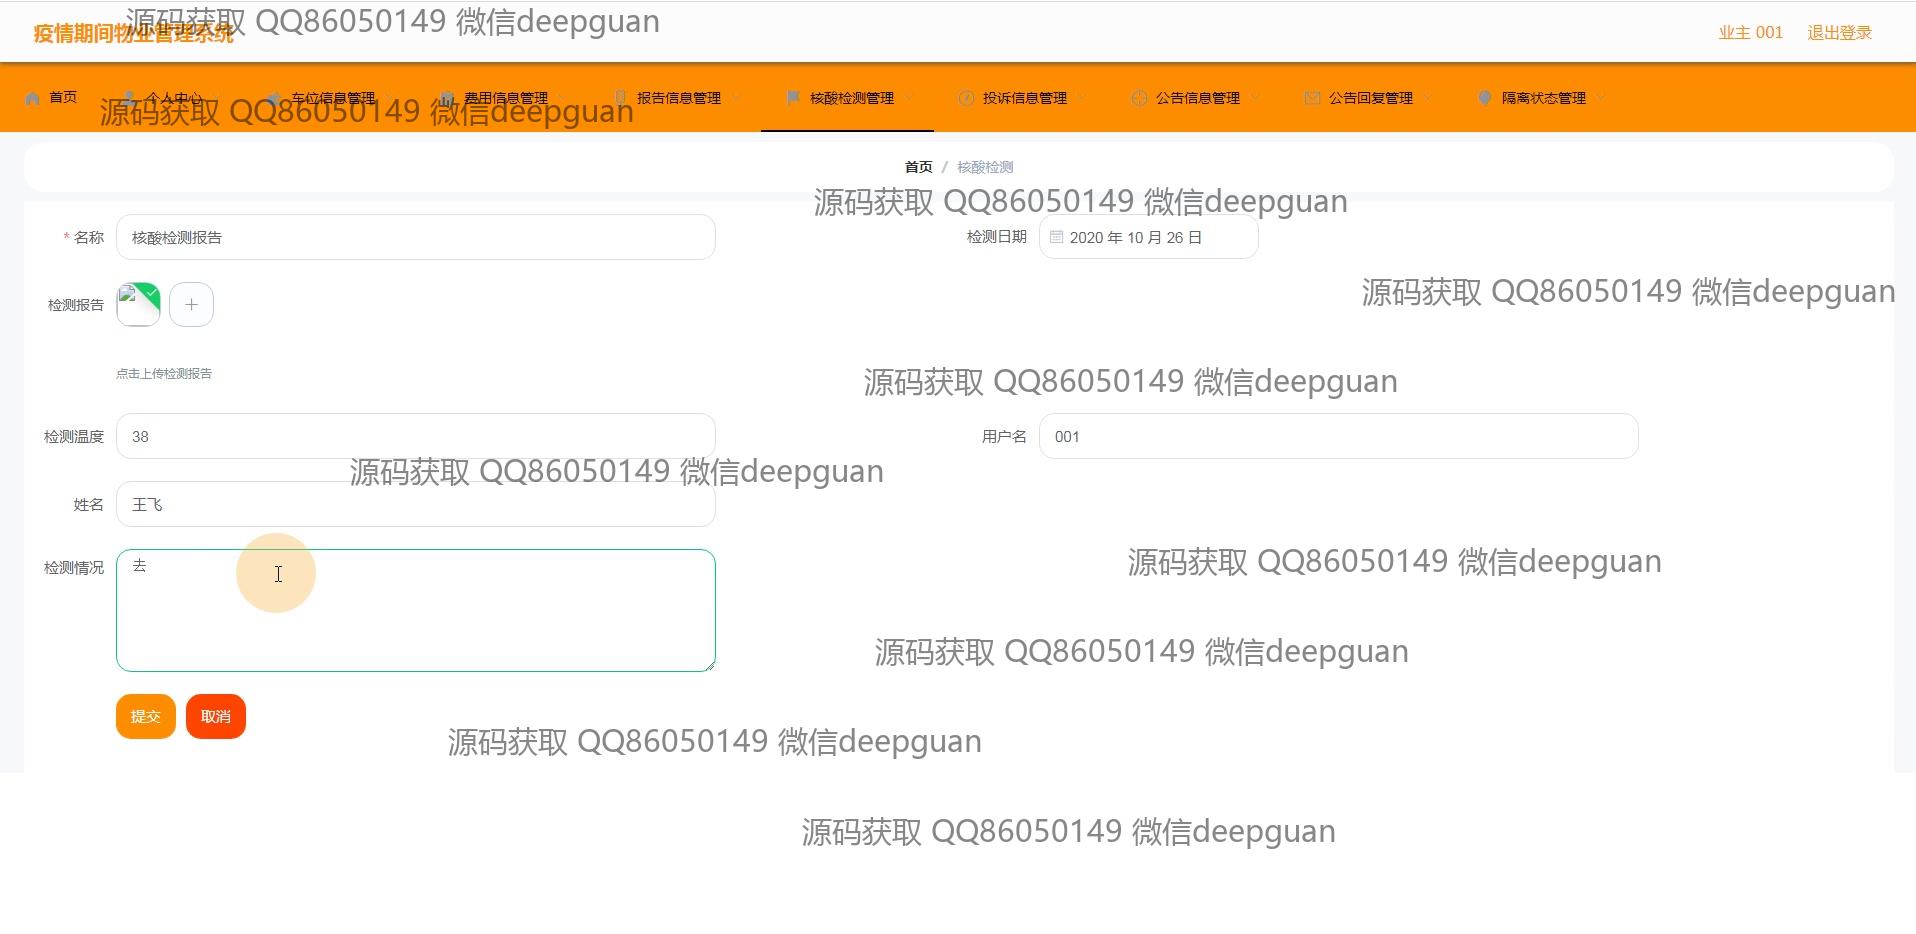 疫情期间物业管理系统
源码获取 QQ86050149 微信deepguan
业主 001 退出登录
首页 个人中心 车位信息管理 费用信息管理 报告信息管理 核酸检测管理 投诉信息管理 公告信息管理 公告回复管理 隔离状态管理
源码获取 QQ86050149 微信deepguan
首页 / 核酸检测
源码获取 QQ86050149 微信deepguan
* 名称 核酸检测报告 检测日期 2020 年 10 月 26 日
源码获取 QQ86050149 微信deepguan
检测报告
点击上传检测报告
源码获取 QQ86050149 微信deepguan
检测温度 38 用户名 001
源码获取 QQ86050149 微信deepguan
姓名 王飞
检测情况 去
源码获取 QQ86050149 微信deepguan
源码获取 QQ86050149 微信deepguan
提交 取消
源码获取 QQ86050149 微信deepguan
源码获取 QQ86050149 微信deepguan